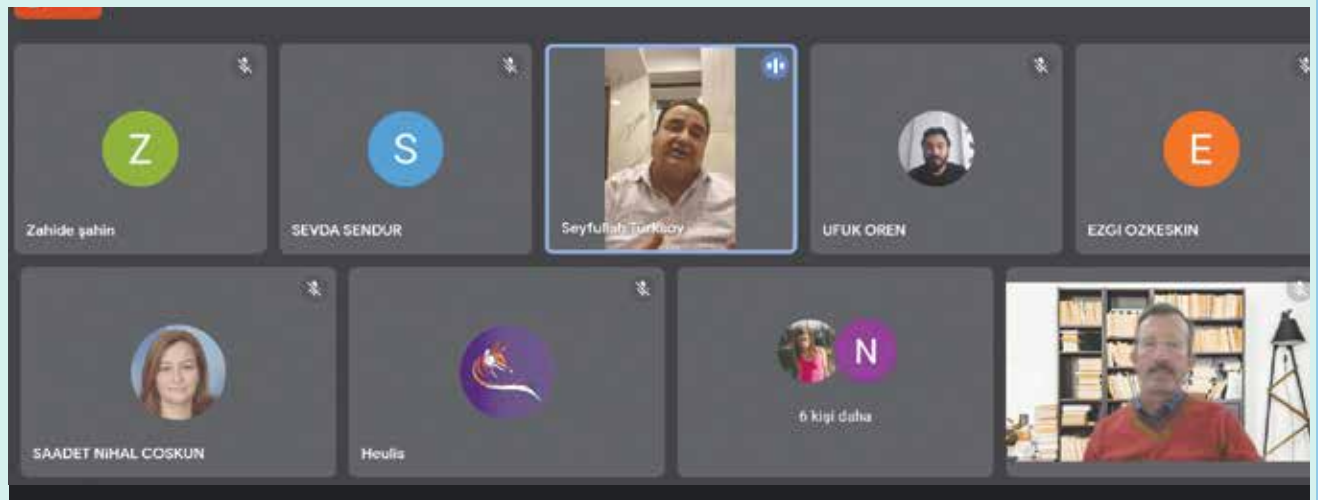 Z
S
E
Zahide şahin
SEVDA SENDUR
Seyfullah Türksoy
UFUK OREN
EZGI OZKESKIN
N
6 kişi daha
SAADET NİHAL COSKUN
Heulis